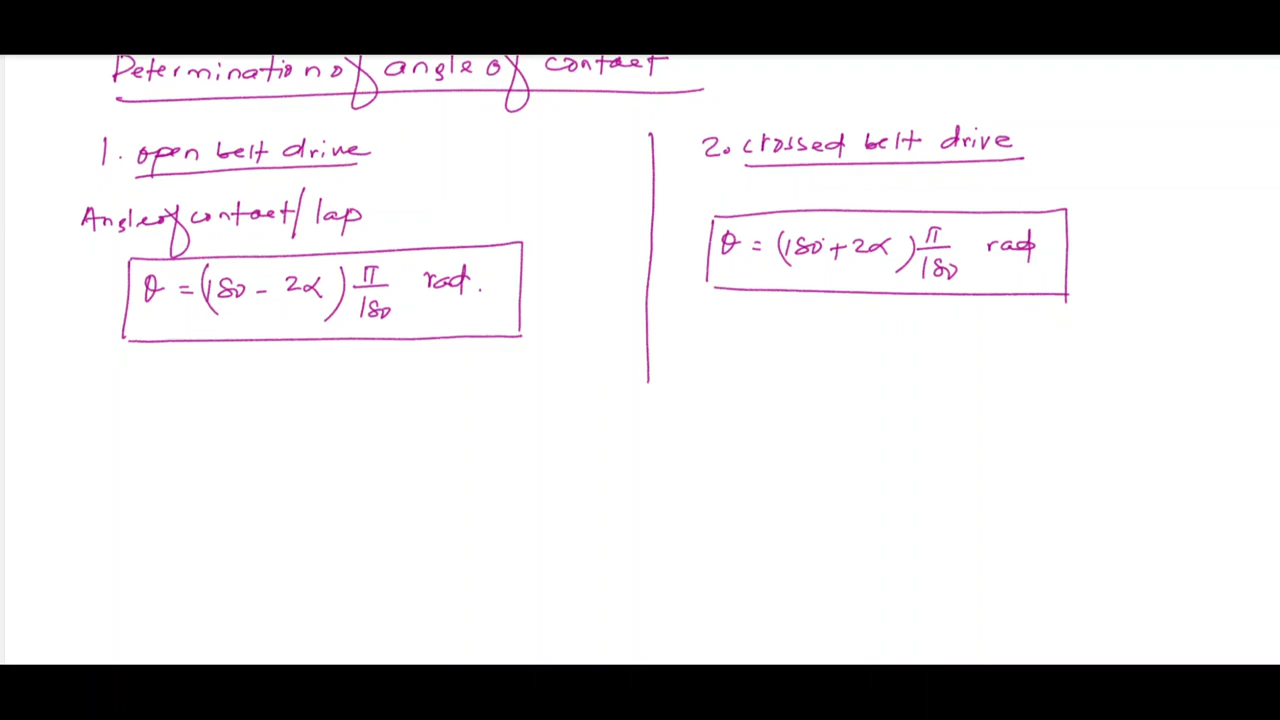 Determination of angle of contact
1. open belt drive
Angle of contact/lap
θ = (180 - 2α) π/180 rad.
2. crossed belt drive
θ = (180 + 2α) π/180 rad